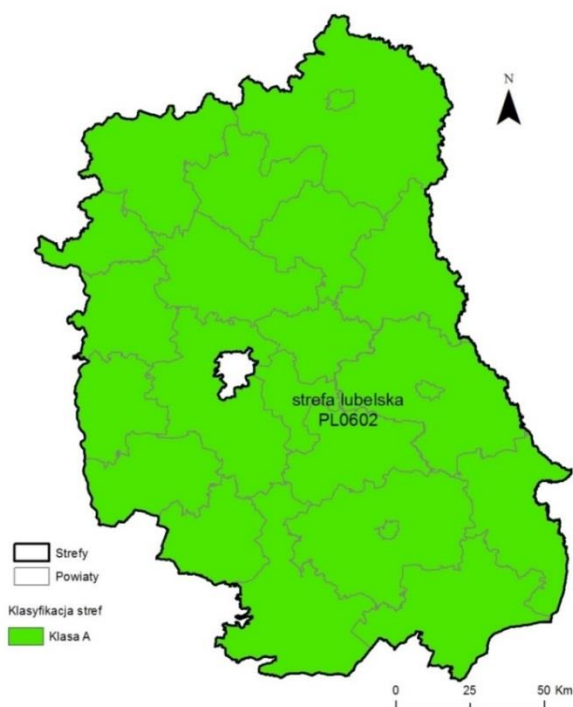 N
strefa lubelska
PL0602
Strefy
Powiaty
Klasyfikacja stref
Klasa A
0 25 50 Km